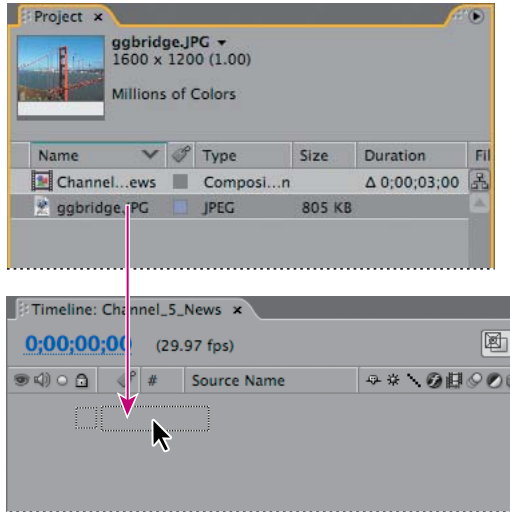 Project ×
ggbridge.JPG
1600 x 1200 (1.00)
Millions of Colors
Name Type Size Duration Fil
Channel...ews Composi...n Δ 0;00;03;00
ggbridge.JPG JPEG 805 KB
Timeline: Channel_5_News ×
0;00;00;00 (29.97 fps)
# Source Name